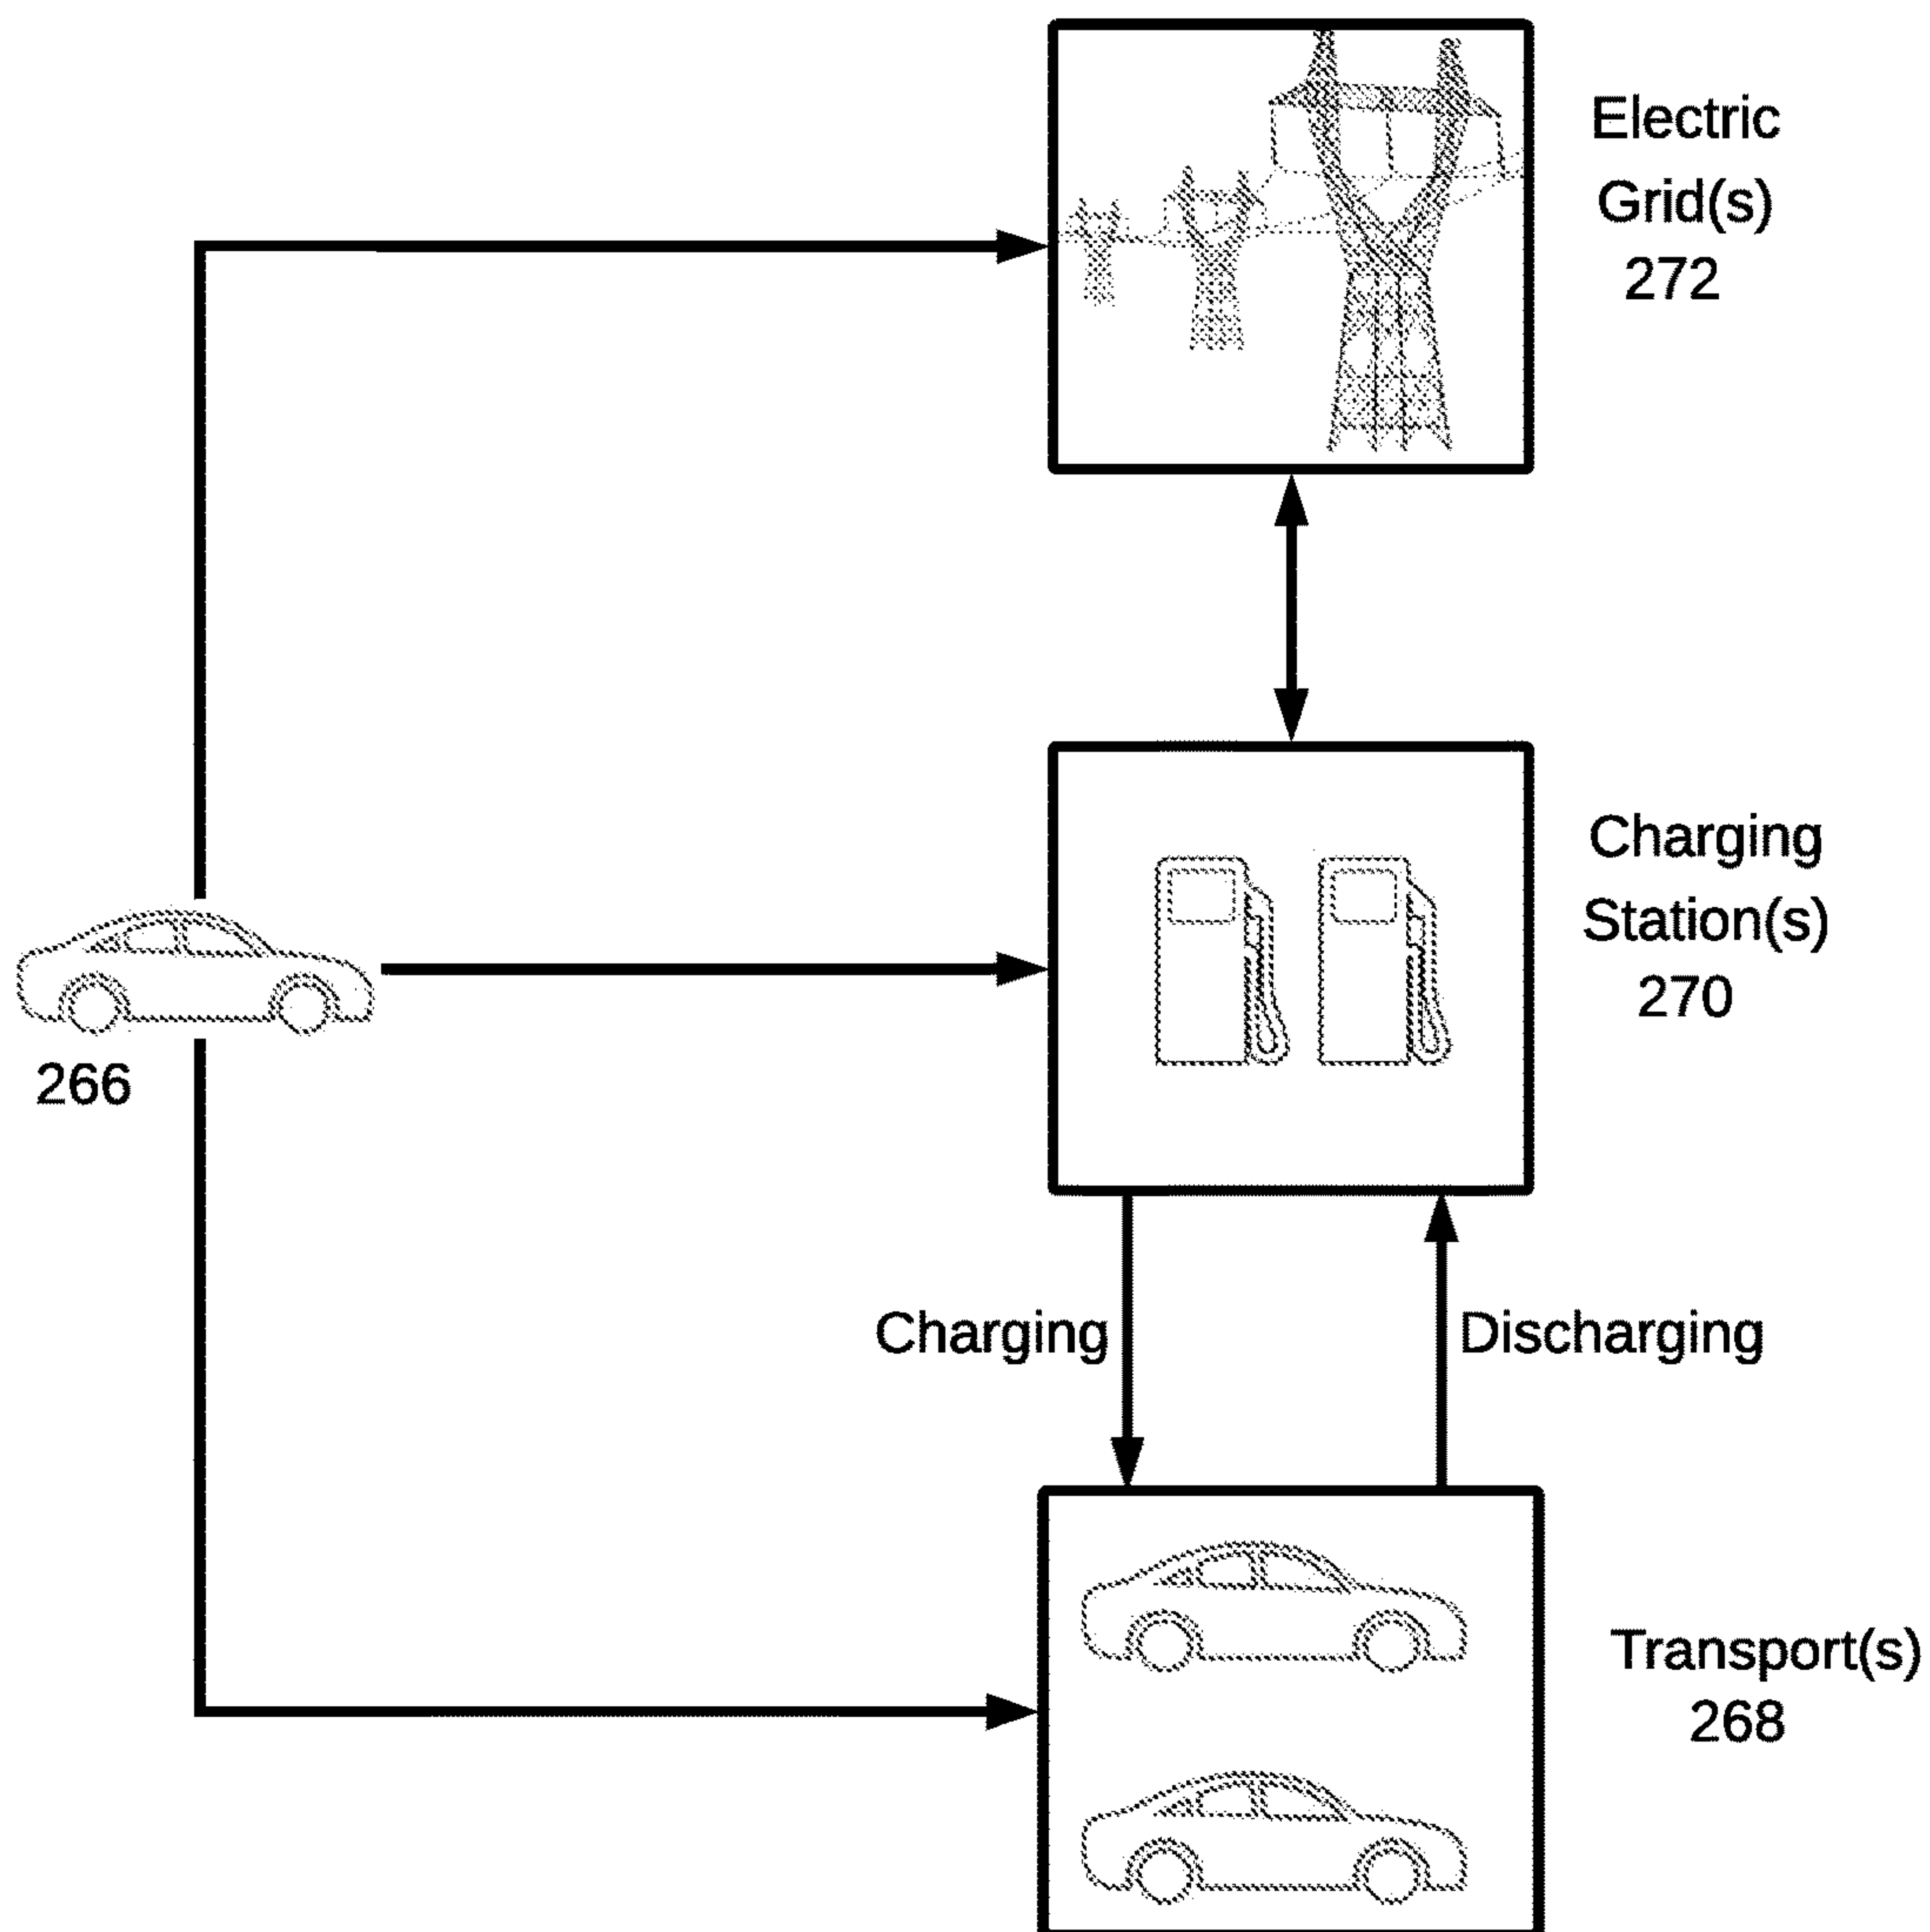 Electric
Grid(s)
272
Charging
Station(s)
270
266
Charging
Discharging
Transport(s)
268